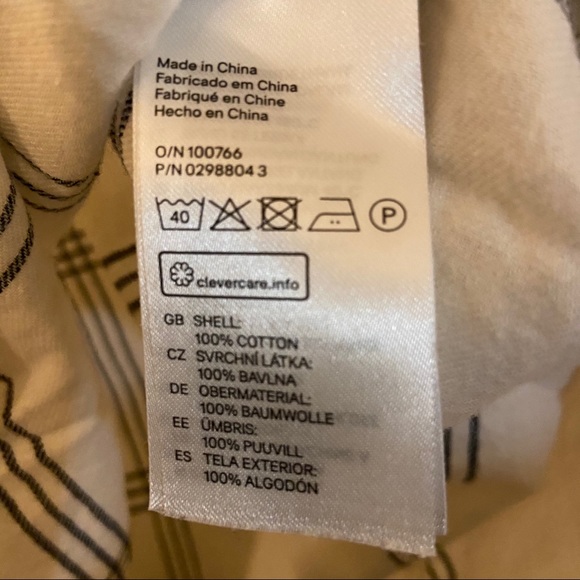 Made in China
Fabricado em China
Fabriqué en Chine
Hecho en China
O/N 100766
P/N 0298804 3
40
P
clevercare.info
GB SHELL:
100% COTTON
CZ SVRCHNÍ LÁTKA:
100% BAVLNA
DE OBERMATERIAL:
100% BAUMWOLLE
EE ÜMBRIS:
100% PUUVILL
ES TELA EXTERIOR:
100% ALGODÓN